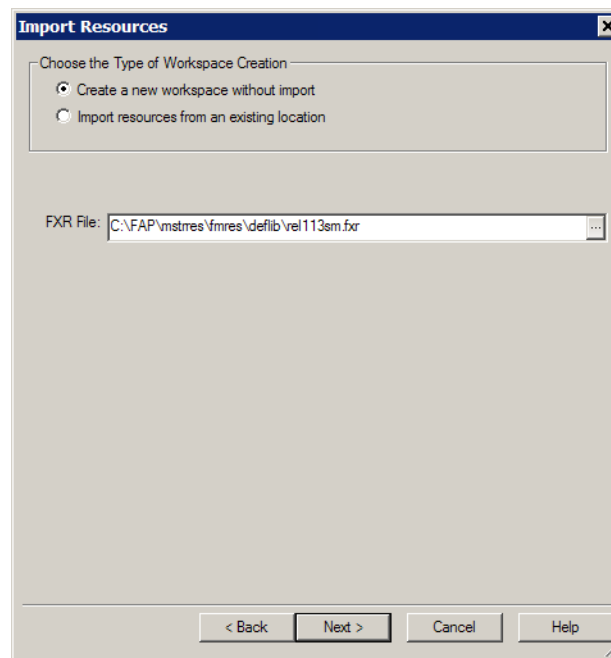 Import Resources
Choose the Type of Workspace Creation
Create a new workspace without import
Import resources from an existing location
FXR File: C:\FAP\mstrres\fmres\deflib\rel113sm.fxr ...
< Back Next > Cancel Help